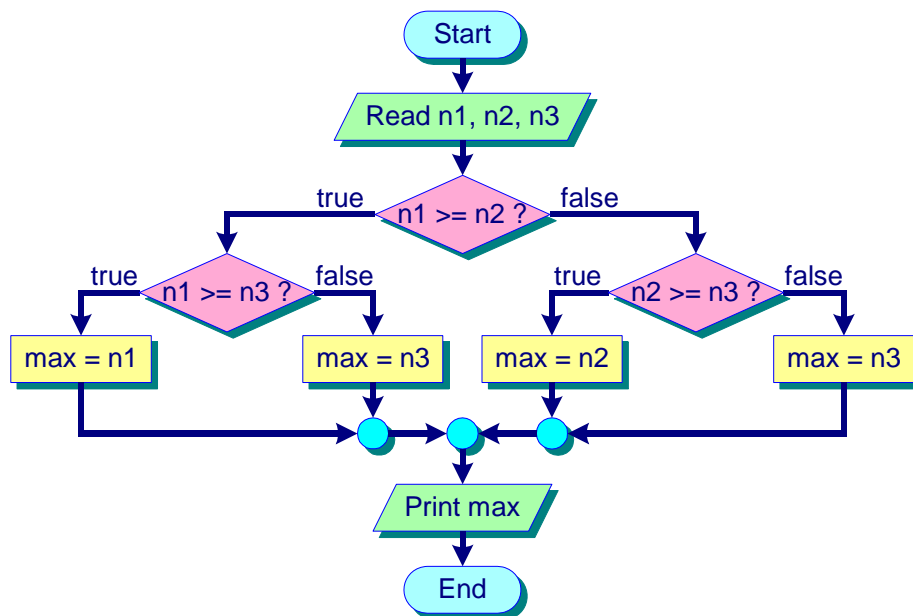 Start
Read n1, n2, n3
true
n1 >= n2 ?
false
true
n1 >= n3 ?
false
true
n2 >= n3 ?
false
max = n1
max = n3
max = n2
max = n3
Print max
End